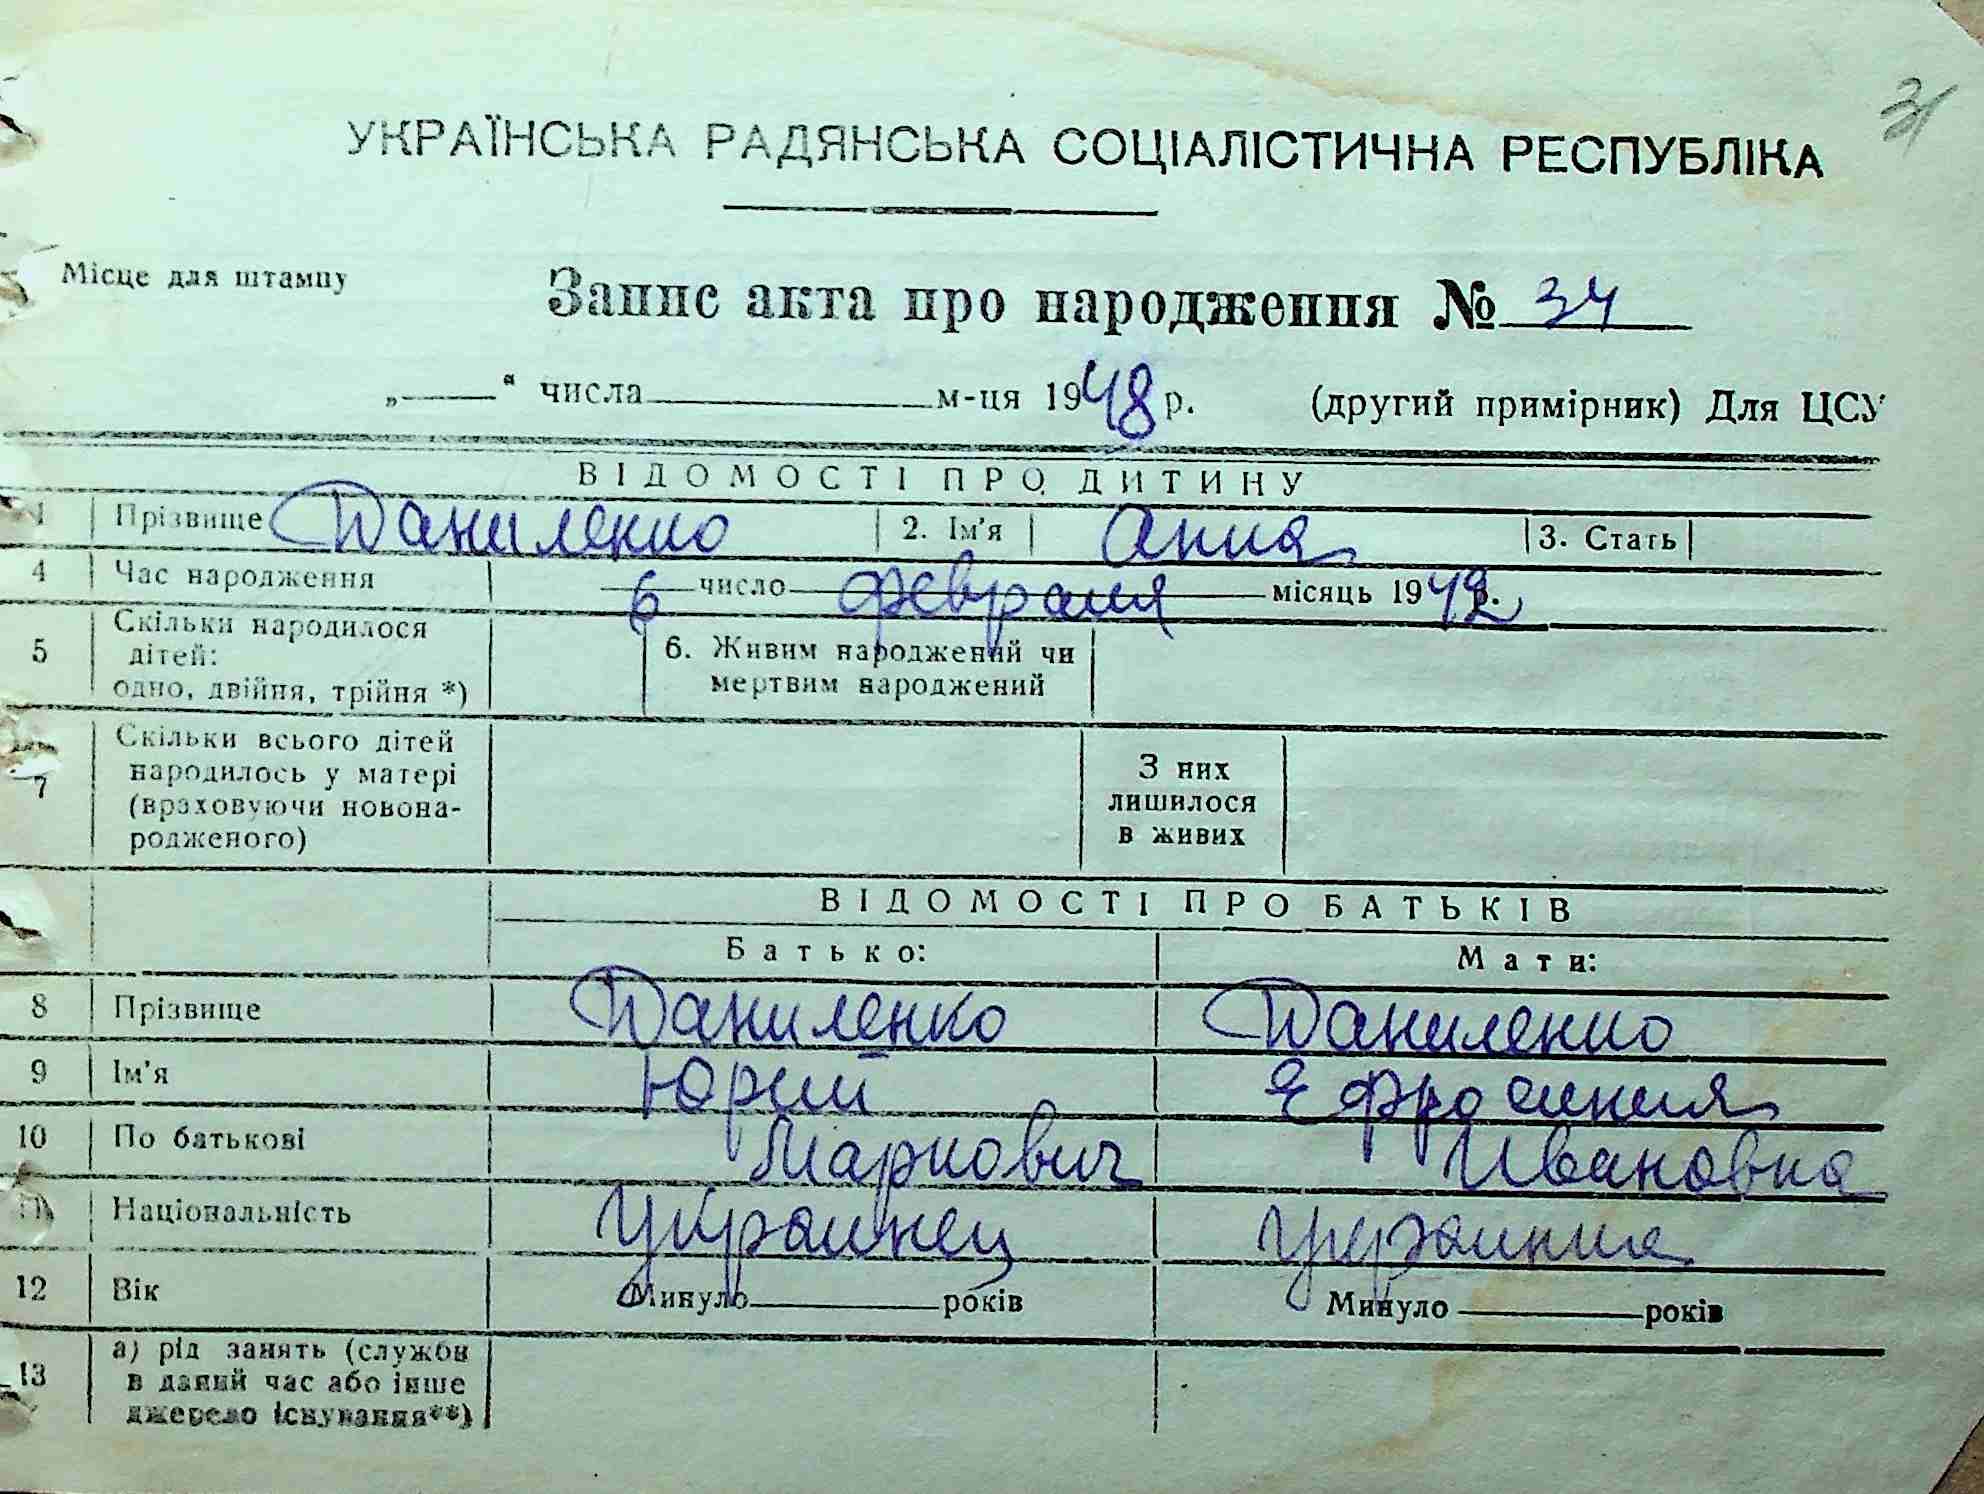 31
УКРАЇНСЬКА РАДЯНСЬКА СОЦІАЛІСТИЧНА РЕСПУБЛІКА
Місце для штампу
Запис акта про народження № 34
„——“ числа м-ця 1948 р. (другий примірник) Для ЦСУ
ВІДОМОСТІ ПРО ДИТИНУ
1 Прізвище Даниленко 2. Ім'я Анна 3. Стать
4 Час народження 6 число февраля місяць 1942 р.
5 Скільки народилося дітей: одно, двійня, трійня *) 6. Живим народжений чи мертвим народжений
7 Скільки всього дітей народилось у матері (враховуючи новонародженого) З них лишилося в живих
ВІДОМОСТІ ПРО БАТЬКІВ
Батько: Мати:
8 Прізвище Даниленко Даниленко
9 Ім'я Юрий Ефросиния
10 По батькові Маркович Ивановна
11 Національність Украинец украинка
12 Вік Минуло років Минуло років
13 а) рід занять (служби в даний час або інше джерело існування**)